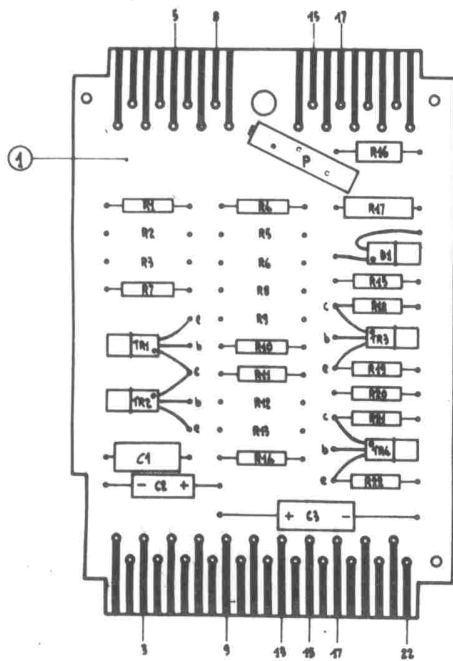 5 8 15 17
1
P
R16
R1 R6 R17
R2 R5
D1
R3 R6
R15
R7 R8
R18
R9
TR1 e b e
R10
c b e TR3
R11 R19
TR2 b e
R12 R20
c R21
R13
C1 R14
b TR4
C2 - +
e R22
+ C3 -
3 9 13 15 17 22